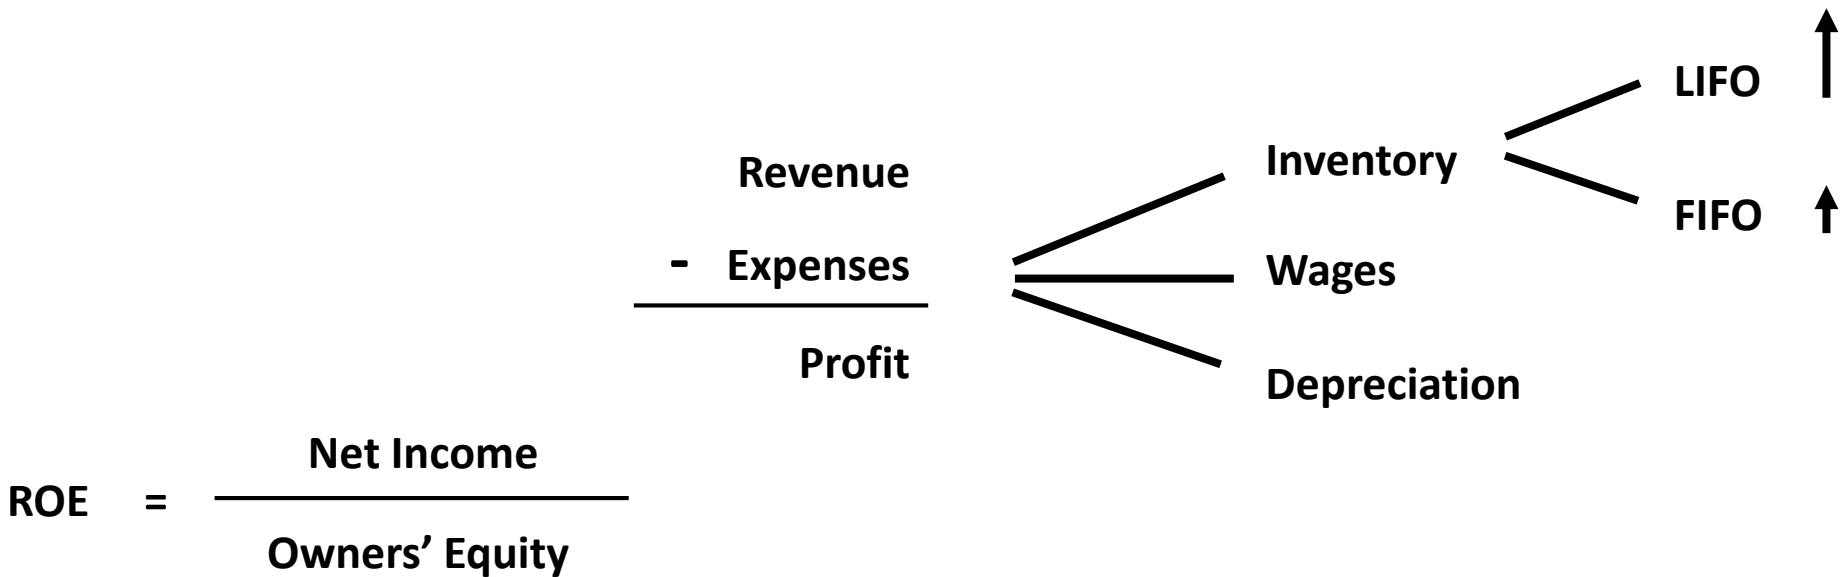 LIFO
Revenue
Inventory
FIFO
- Expenses
Wages
Profit
Depreciation
Net Income
ROE =
Owners’ Equity